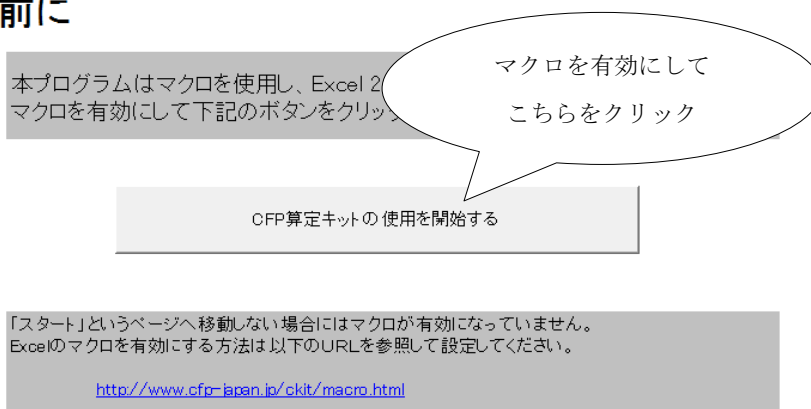 前に
本プログラムはマクロを使用し、Excel 2
マクロを有効にして下記のボタンをクリッ
マクロを有効にして
こちらをクリック
CFP算定キットの使用を開始する
「スタート」というページへ移動しない場合にはマクロが有効になっていません。
Excelのマクロを有効にする方法は以下のURLを参照して設定してください。
http://www.cfp-japan.jp/ckit/macro.html